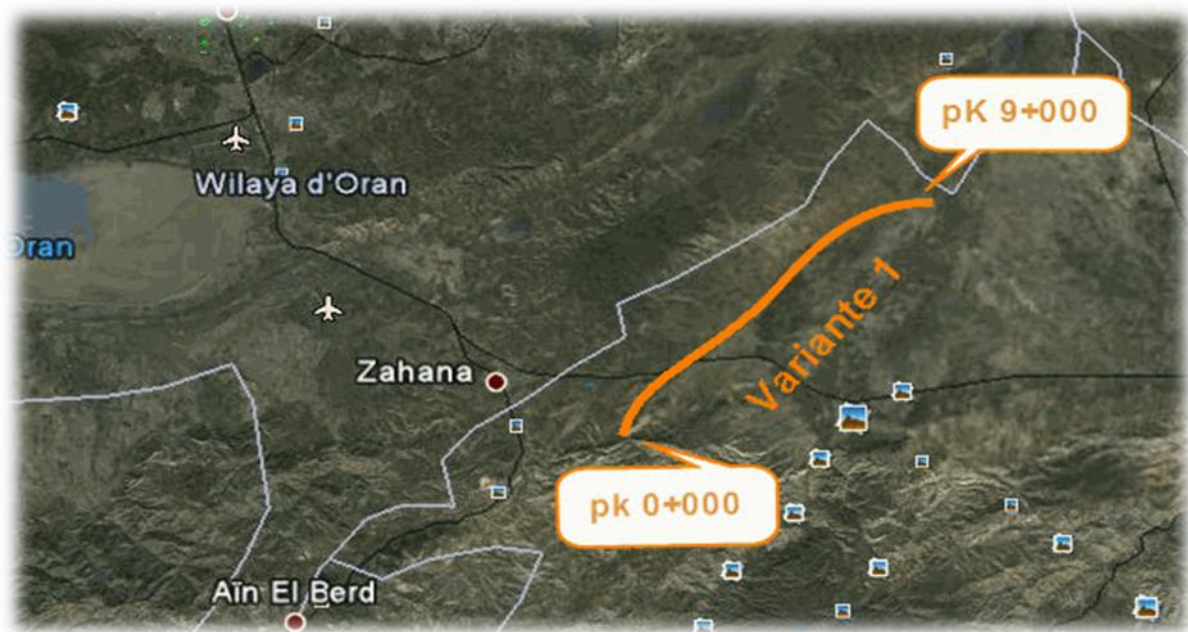 pK 9+000
Wilaya d'Oran
Oran
Variante 1
Zahana
pk 0+000
Aïn El Berd